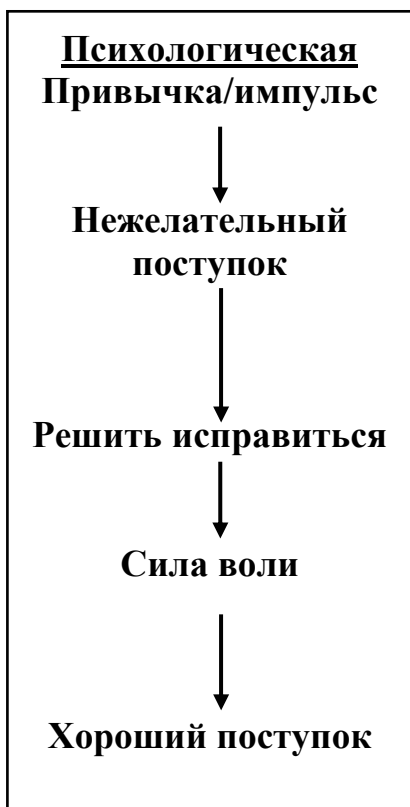 Психологическая
Привычка/импульс
Нежелательный
поступок
Решить исправиться
Сила воли
Хороший поступок